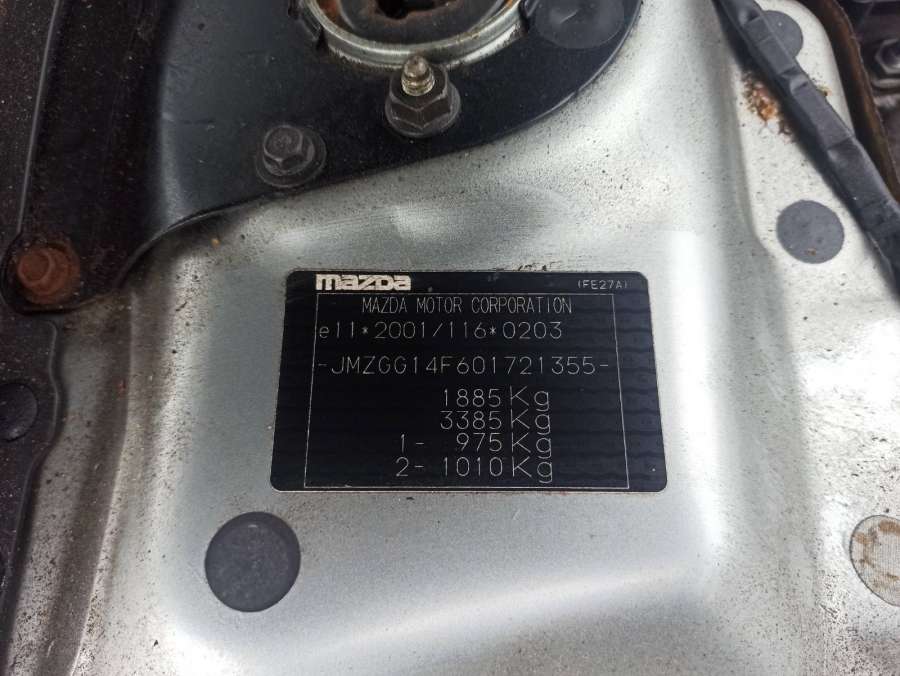 mazda (FE27A)
MAZDA MOTOR CORPORATION
e11*2001/116*0203
-JMZGG14F601721355-
1885Kg
3385Kg
1- 975Kg
2- 1010Kg